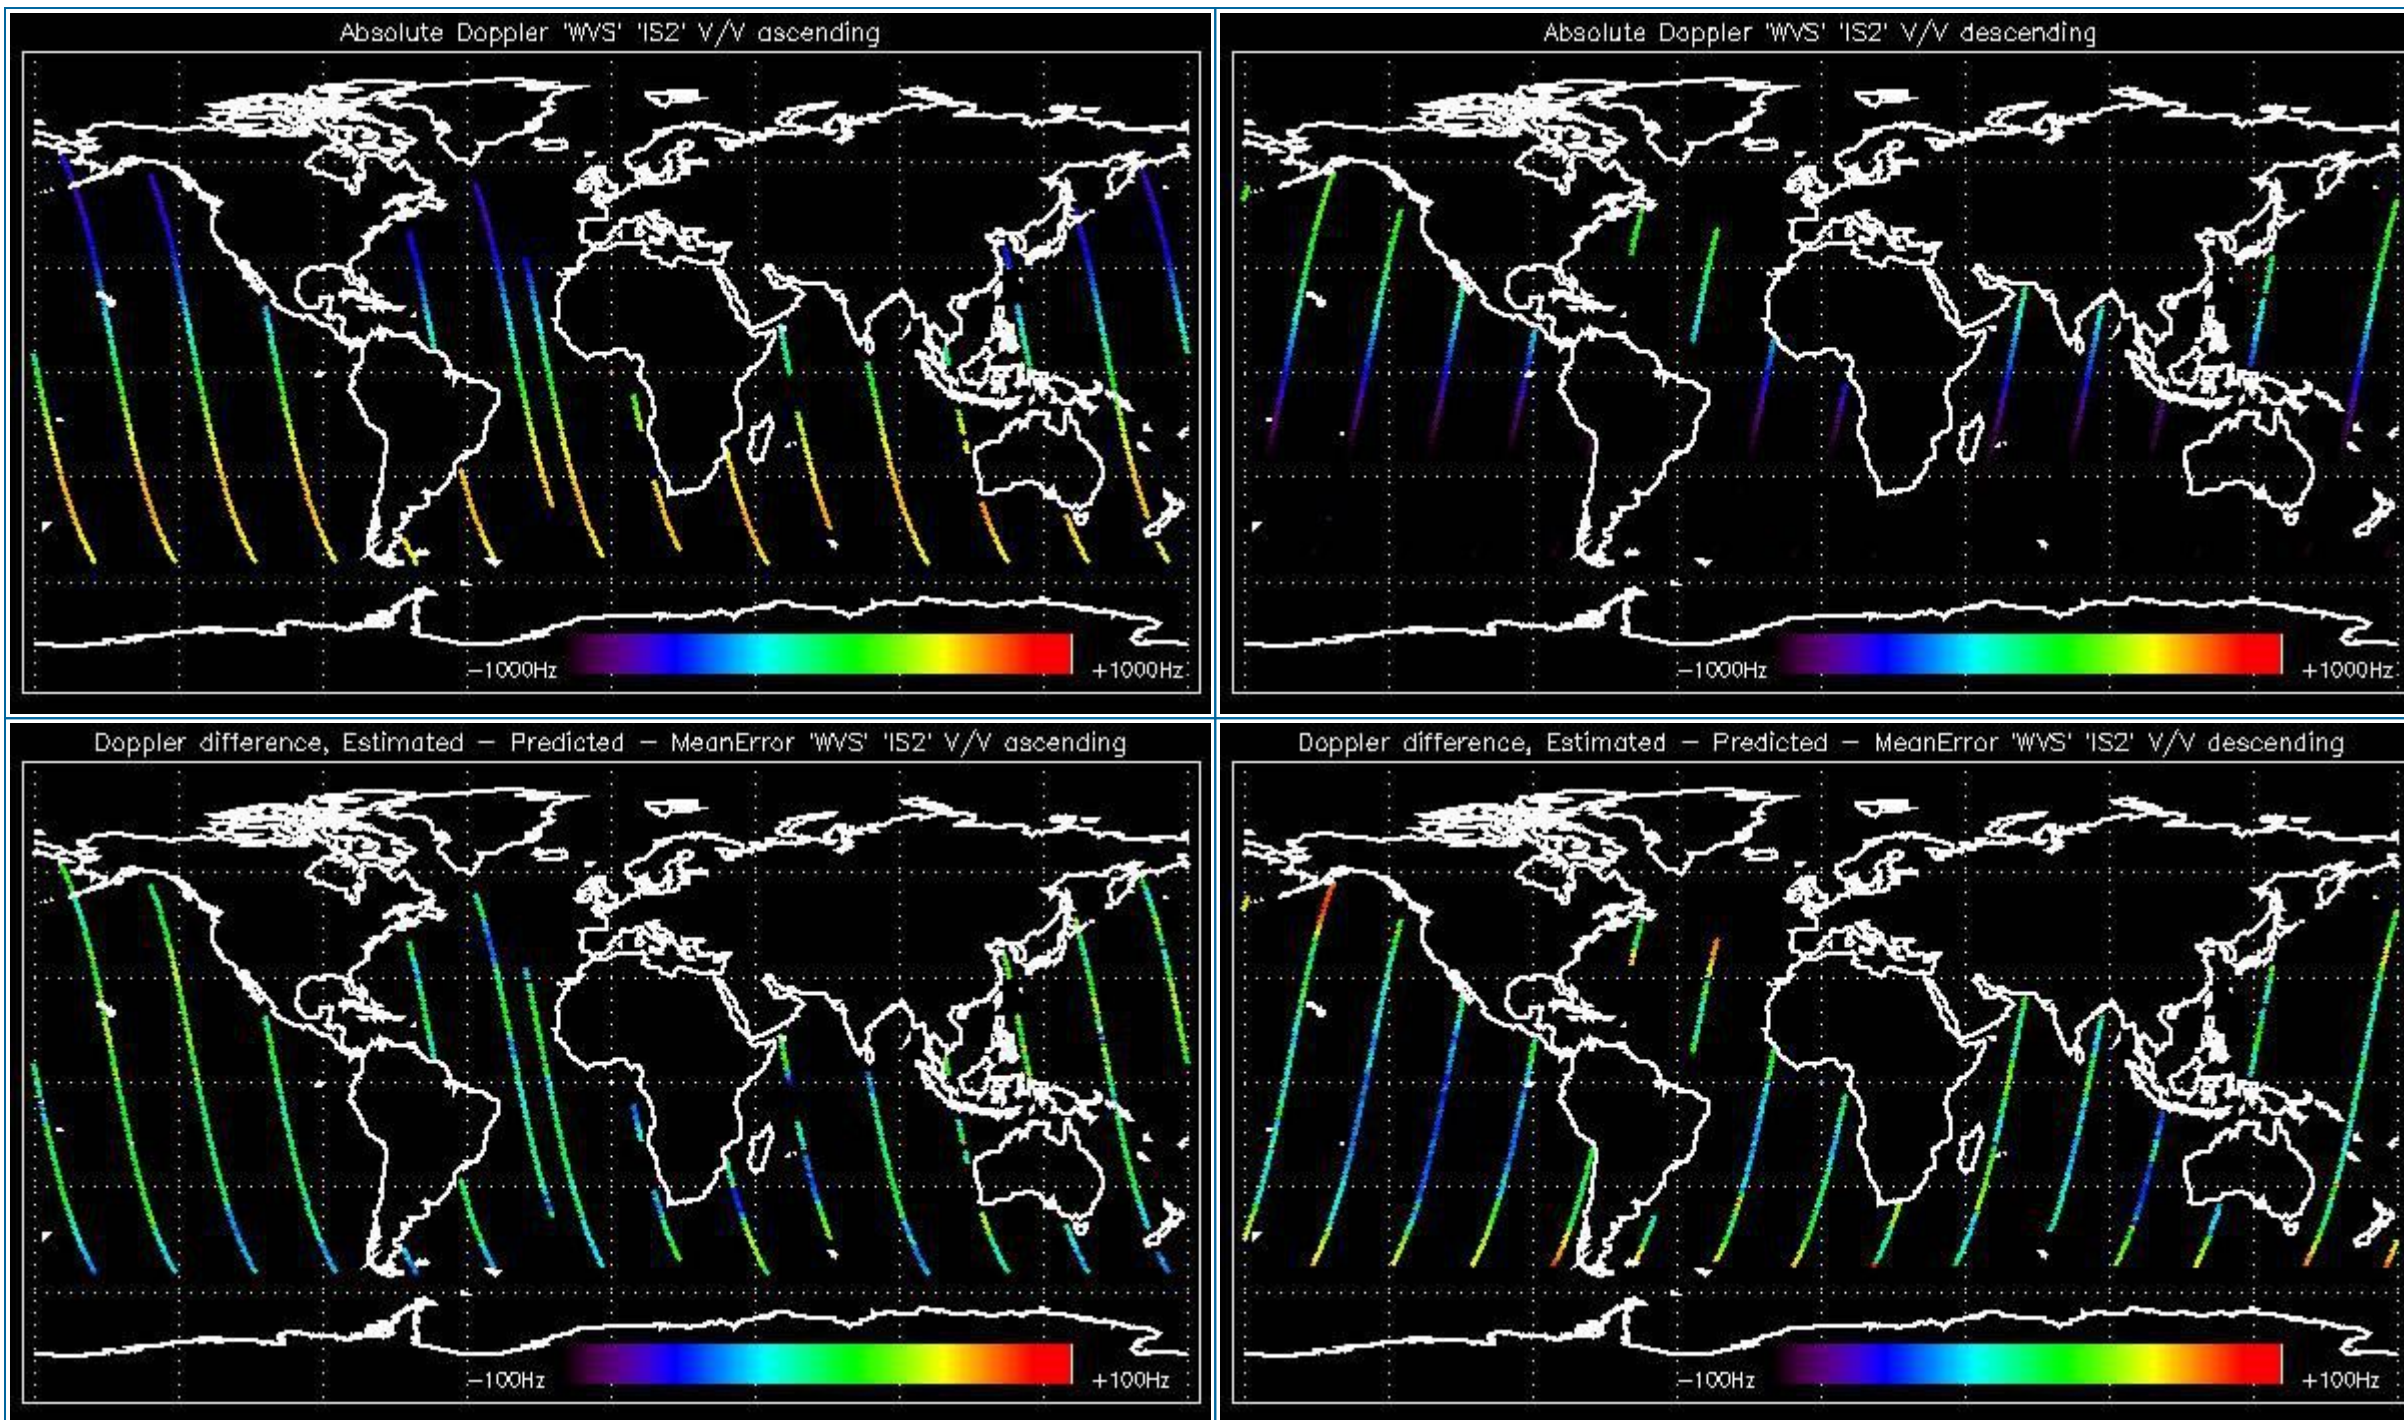 Absolute Doppler 'WVS' 'IS2' V/V ascending
-1000Hz
+1000Hz
Absolute Doppler 'WVS' 'IS2' V/V descending
-1000Hz
+1000Hz
Doppler difference, Estimated - Predicted - MeanError 'WVS' 'IS2' V/V ascending
-100Hz
+100Hz
Doppler difference, Estimated - Predicted - MeanError 'WVS' 'IS2' V/V descending
-100Hz
+100Hz